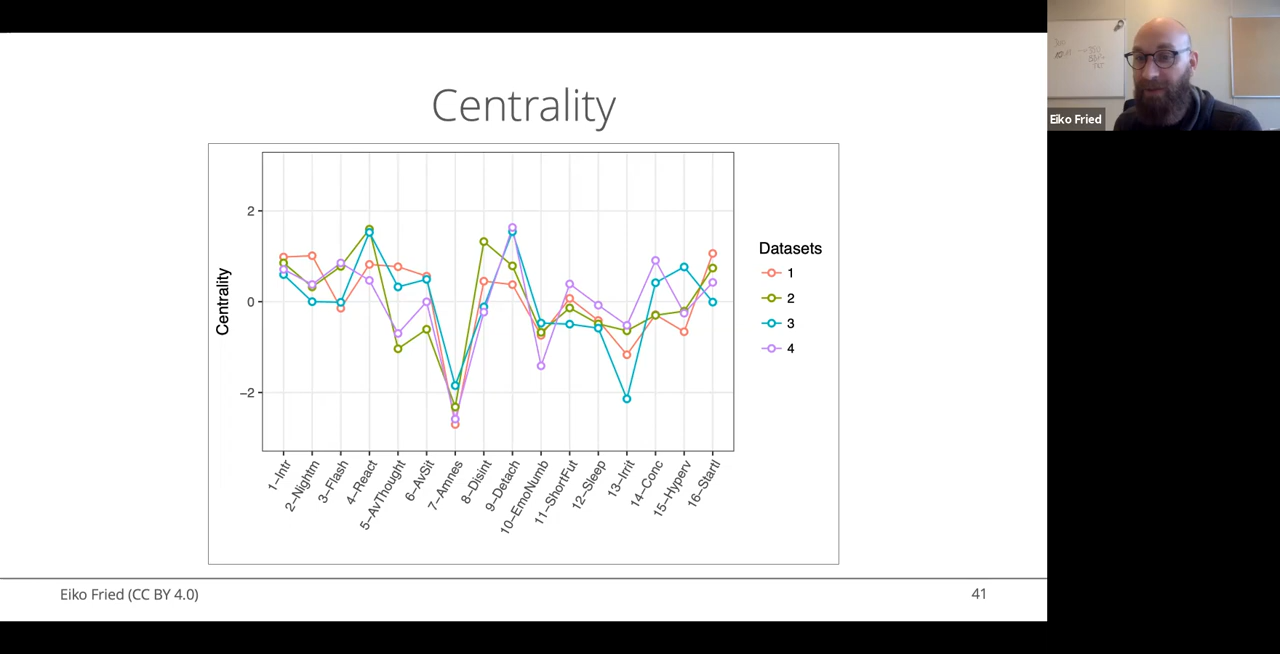 Centrality
2
0
−2
Centrality
1−Intr
2−Nightm
3−Flash
4−React
5−AvThought
6−AvSit
7−Amnes
8−Disint
9−Detach
10−EmoNumb
11−ShortFut
12−Sleep
13−Irrit
14−Conc
15−Hyperv
16−Startl
Datasets
1
2
3
4
Eiko Fried (CC BY 4.0)
41
Eiko Fried